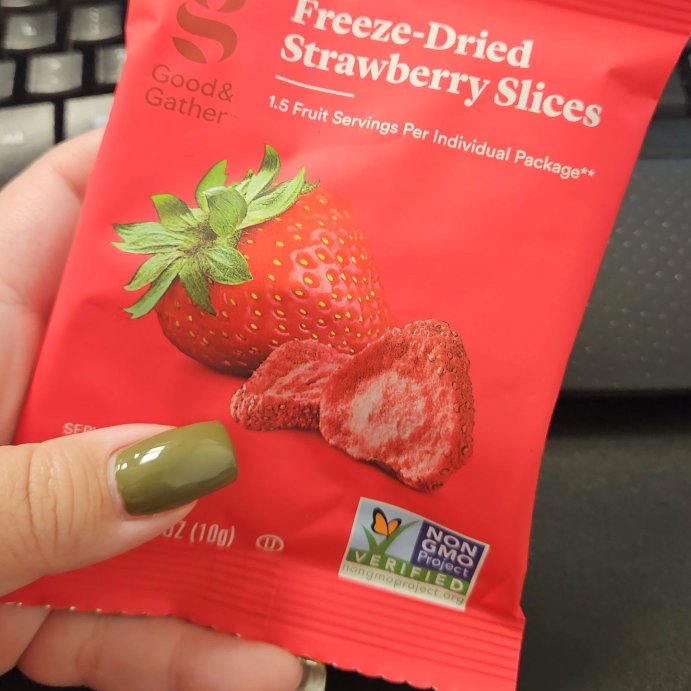 Freeze-Dried
Strawberry Slices
Good &
Gather™
1.5 Fruit Servings Per Individual Package**
(10g)
U
NON
GMO
Project
VERIFIED
nongmoproject.org